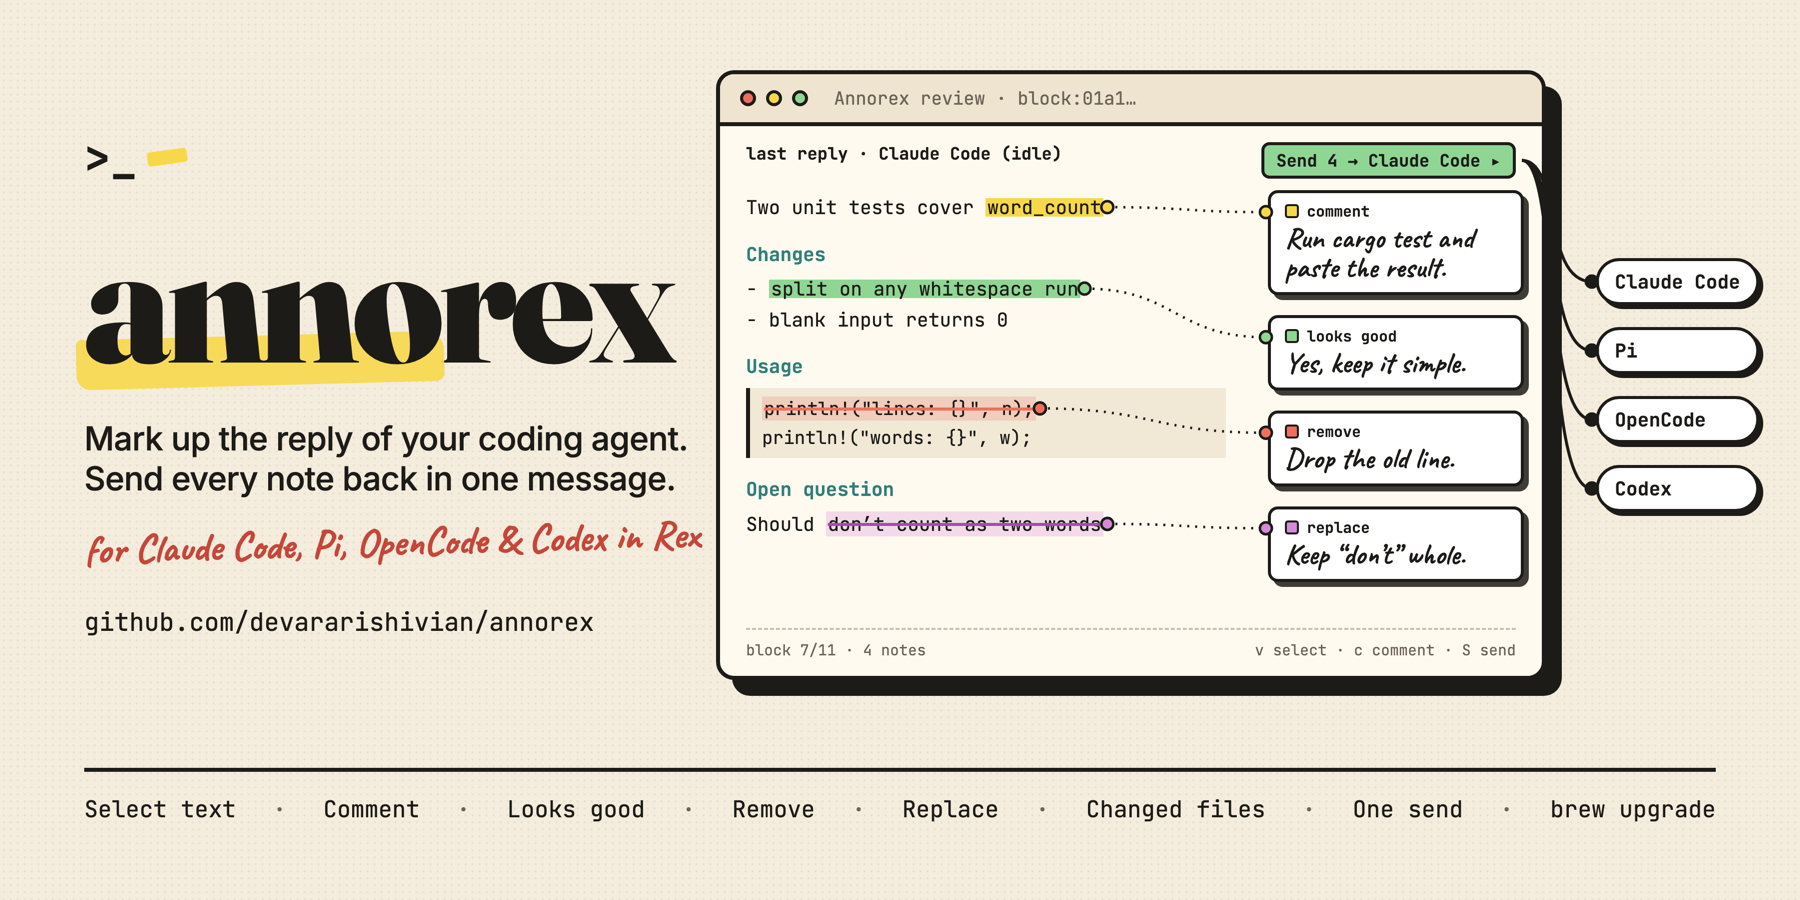 >_
annorex
Mark up the reply of your coding agent.
Send every note back in one message.
for Claude Code, Pi, OpenCode & Codex in Rex
github.com/devararishivian/annorex
Annorex review · block:01a1…
last reply · Claude Code (idle)
Send 4 → Claude Code ▸
Two unit tests cover word_count
Changes
- split on any whitespace run
- blank input returns 0
Usage
println!("lines: {}", n);
println!("words: {}", w);
Open question
Should don’t count as two words
comment
Run cargo test and
paste the result.
looks good
Yes, keep it simple.
remove
Drop the old line.
replace
Keep “don’t” whole.
block 7/11 · 4 notes
v select · c comment · S send
Claude Code
Pi
OpenCode
Codex
Select text · Comment · Looks good · Remove · Replace · Changed files · One send · brew upgrade